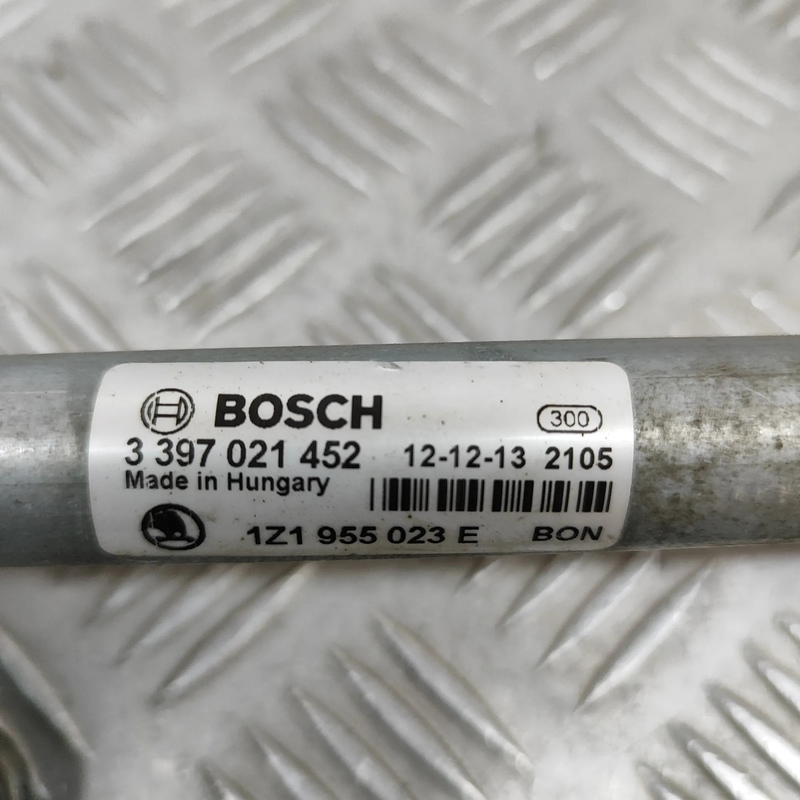 BOSCH 300
3 397 021 452 12-12-13 2105
Made in Hungary
1Z1 955 023 E BON